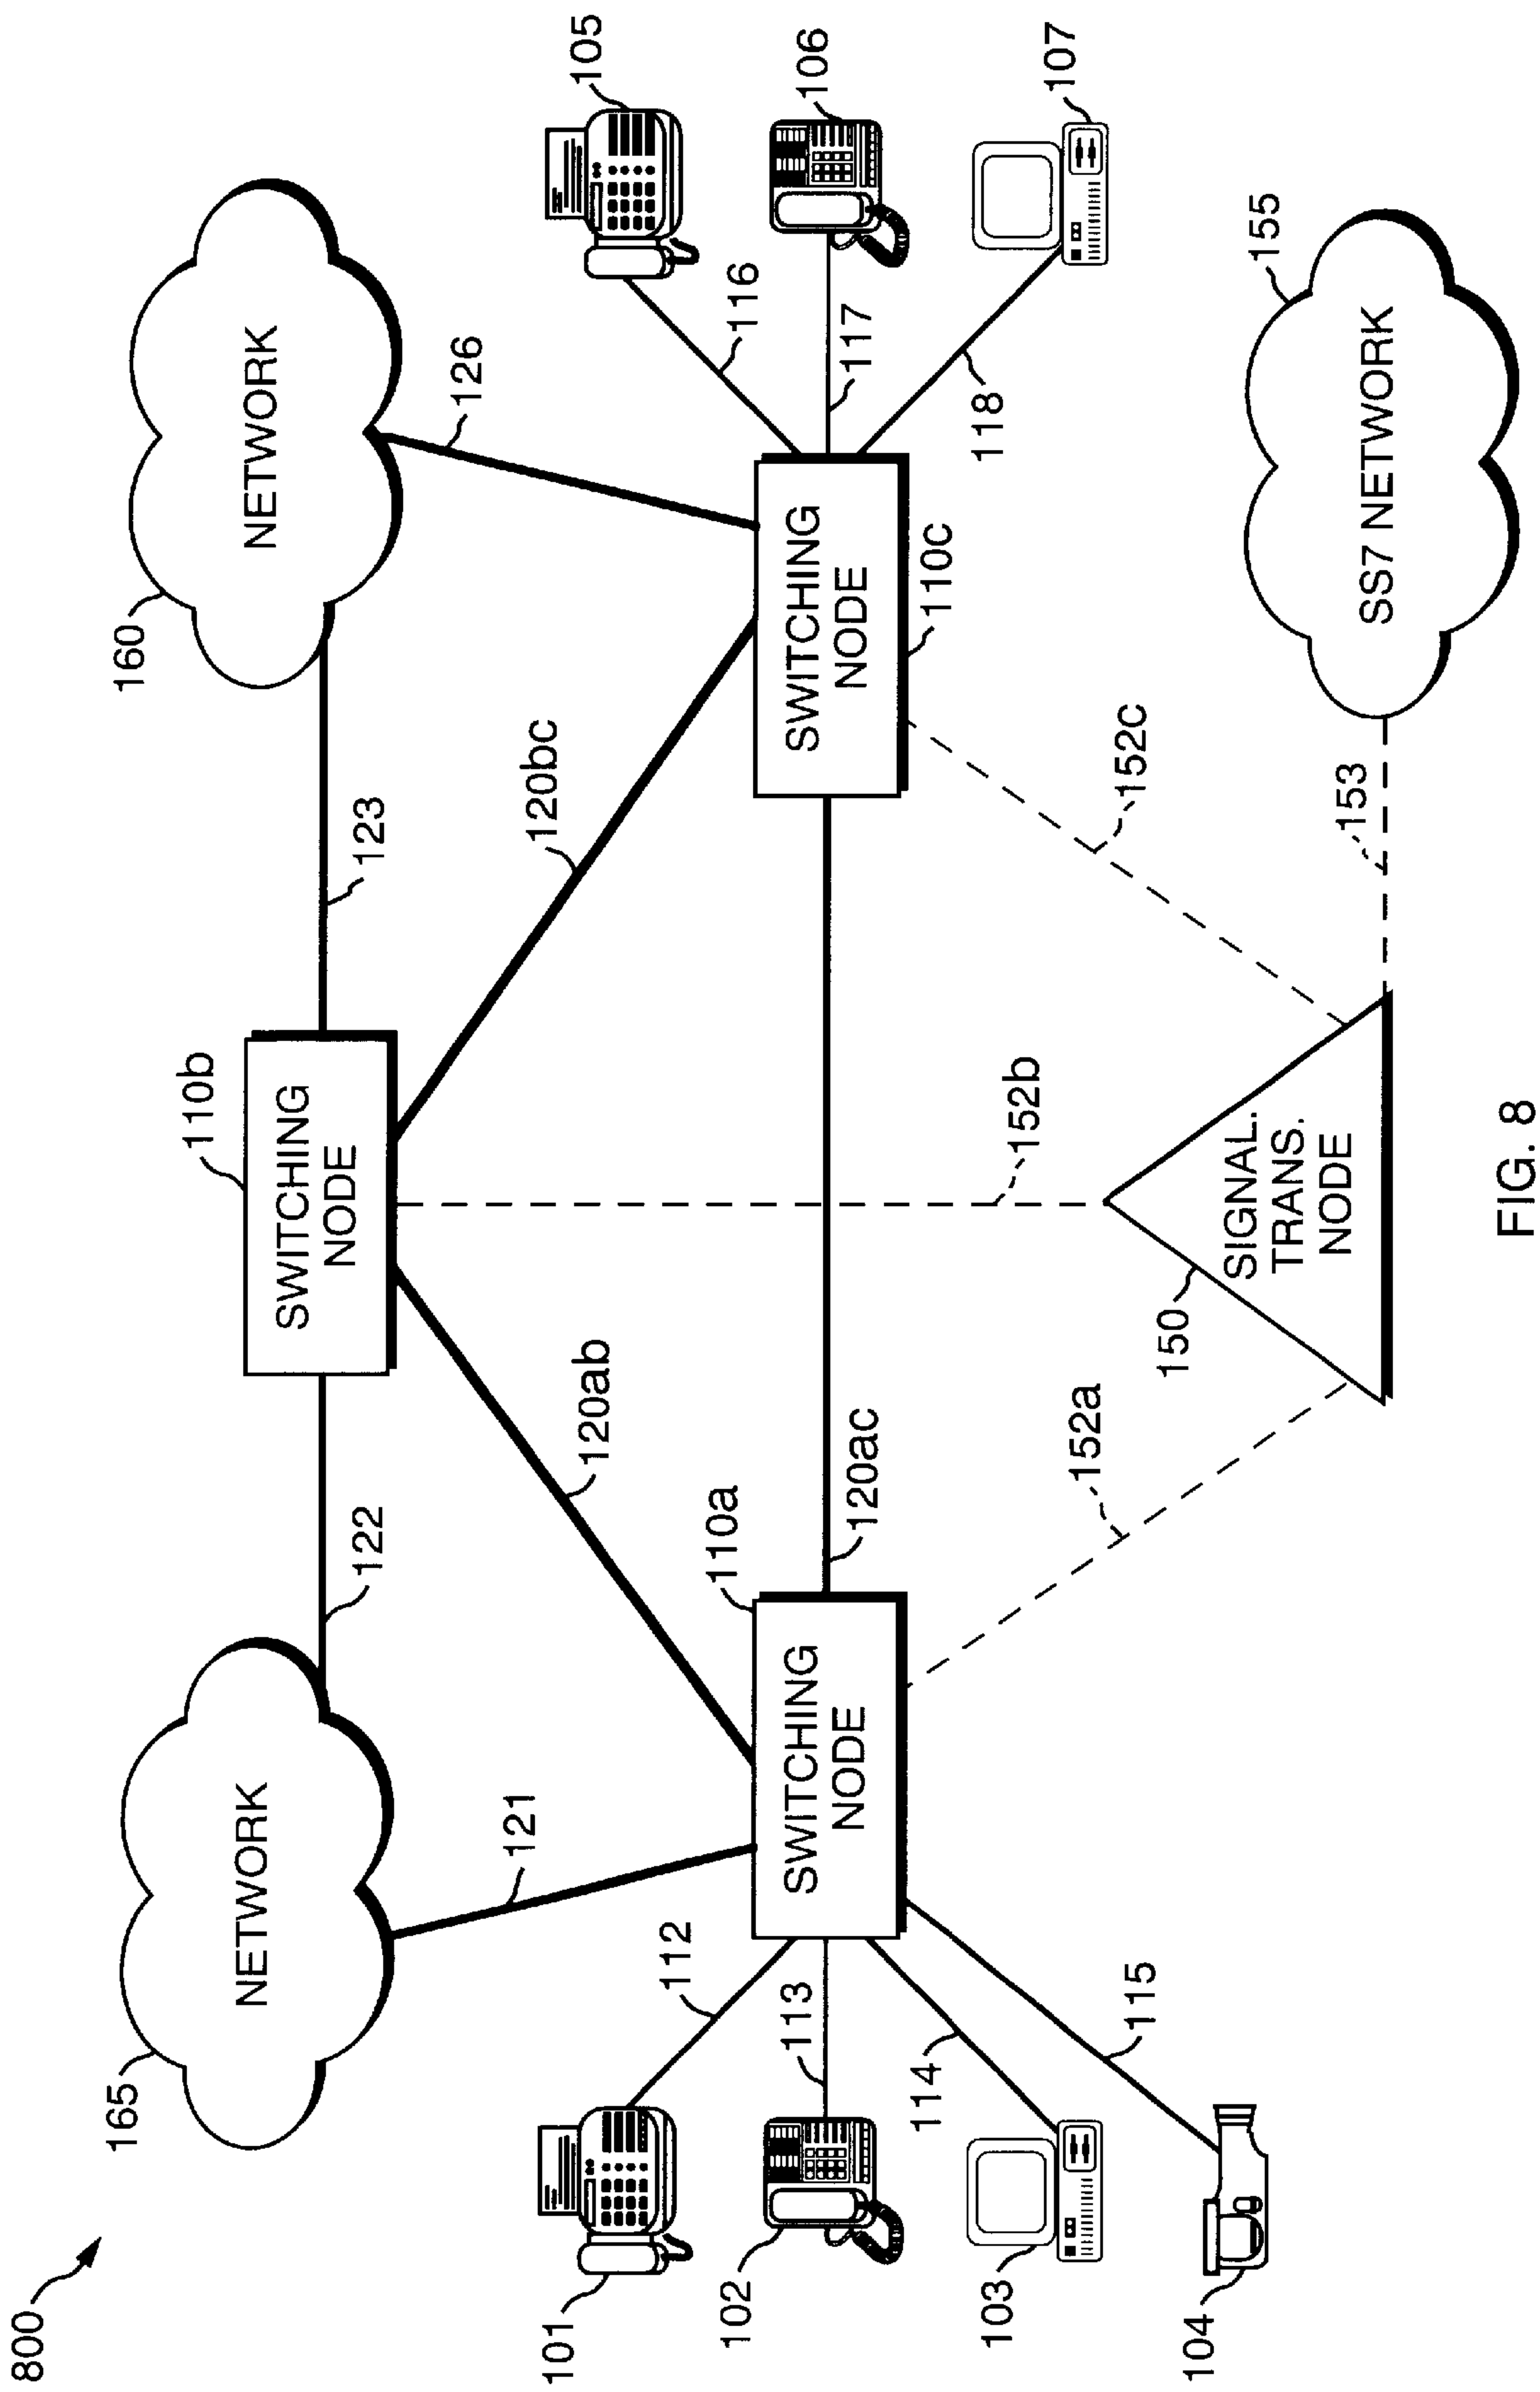 800
165
NETWORK
122
110b
SWITCHING
NODE
123
160
NETWORK
121
120ab
120bc
126
101
112
105
116
102
113
110a
SWITCHING
NODE
120ac
SWITCHING
NODE
110c
117
106
103
114
118
107
104
115
152a
152b
152c
150
SIGNAL.
TRANS.
NODE
153
155
SS7 NETWORK
FIG. 8